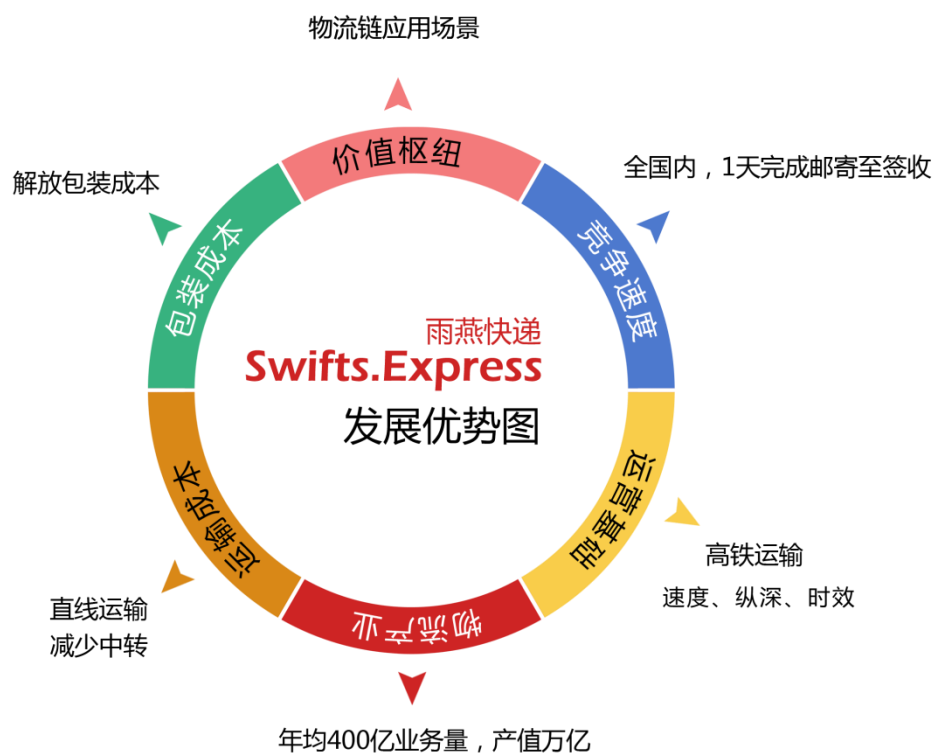 物流链应用场景
价值枢纽
全国内，1天完成邮寄至签收
竞争速度
运营基础
高铁运输
速度、纵深、时效
物流产业
年均400亿业务量，产值万亿
运输成本
直线运输
减少中转
包装成本
解放包装成本
雨燕快递
Swifts.Express
发展优势图